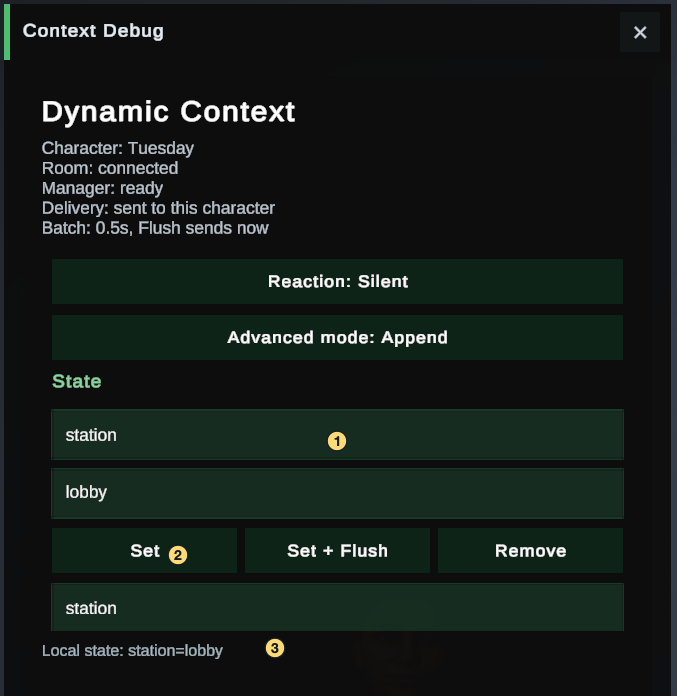 Context Debug
×
Dynamic Context
Character: Tuesday
Room: connected
Manager: ready
Delivery: sent to this character
Batch: 0.5s, Flush sends now
Reaction: Silent
Advanced mode: Append
State
station 1
lobby
Set 2 Set + Flush Remove
station
Local state: station=lobby 3